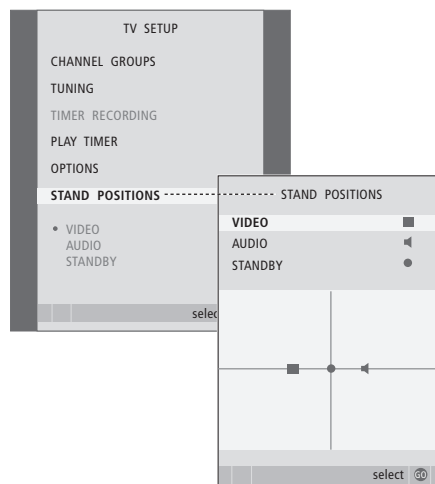 TV SETUP
CHANNEL GROUPS
TUNING
TIMER RECORDING
PLAY TIMER
OPTIONS
STAND POSITIONS
• VIDEO
AUDIO
STANDBY
selec
STAND POSITIONS
VIDEO
AUDIO
STANDBY
select GO